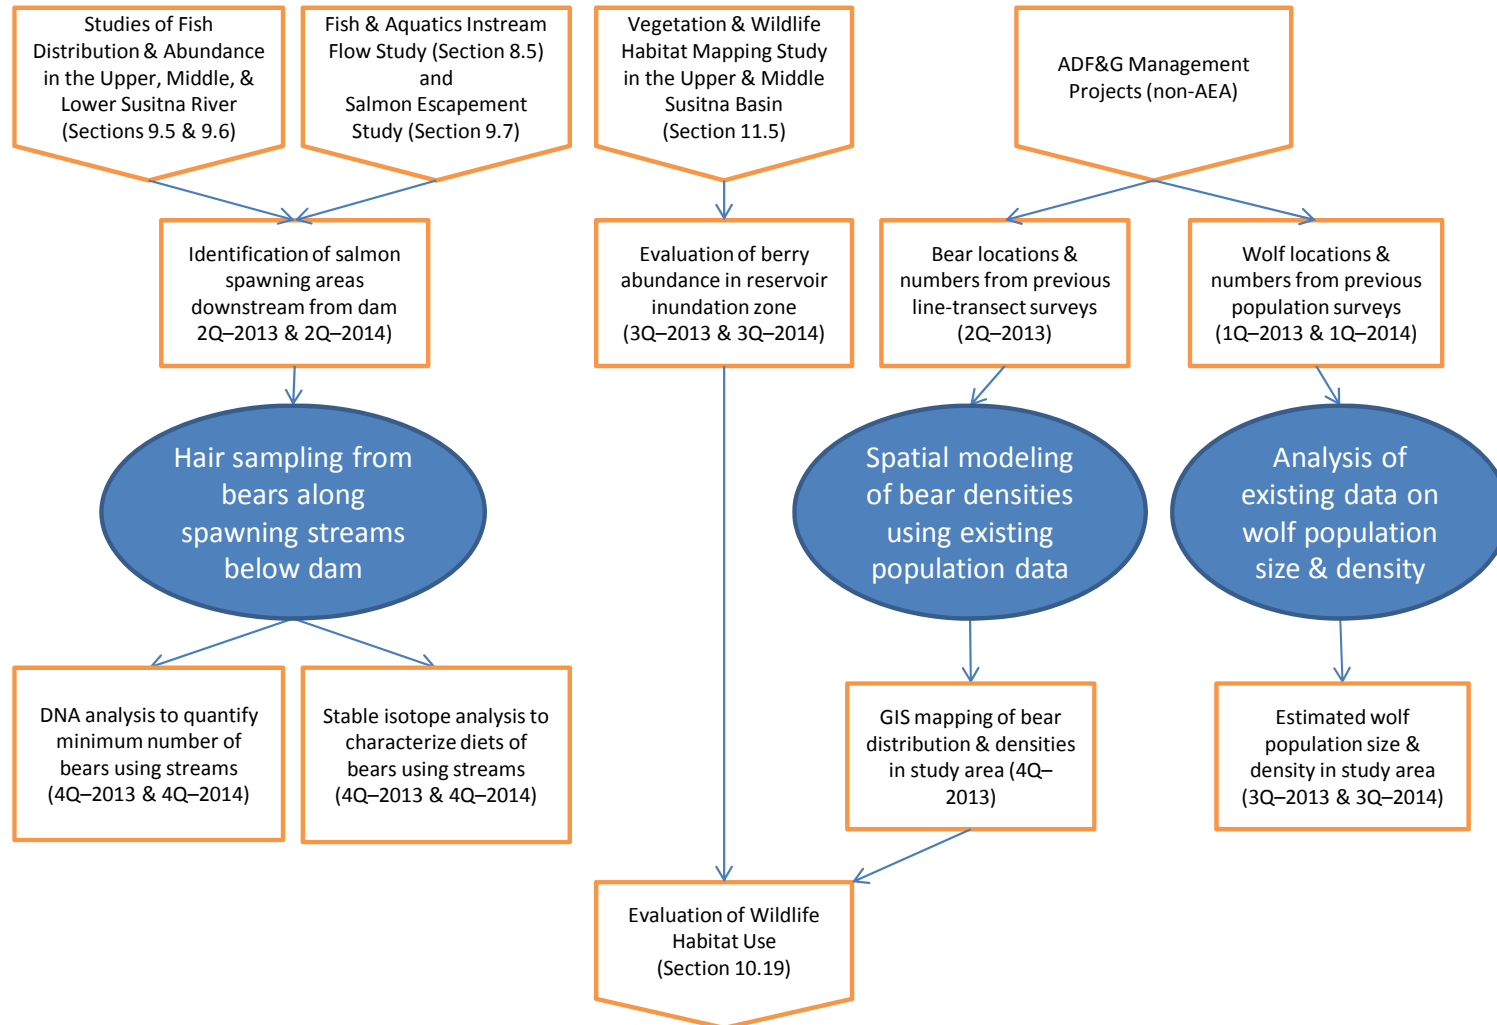 Studies of Fish
Distribution & Abundance
in the Upper, Middle, &
Lower Susitna River
(Sections 9.5 & 9.6)
Fish & Aquatics Instream
Flow Study (Section 8.5)
and
Salmon Escapement
Study (Section 9.7)
Vegetation & Wildlife
Habitat Mapping Study
in the Upper & Middle
Susitna Basin
(Section 11.5)
ADF&G Management
Projects (non-AEA)
Identification of salmon
spawning areas
downstream from dam
2Q–2013 & 2Q–2014)
Evaluation of berry
abundance in reservoir
inundation zone
(3Q–2013 & 3Q–2014)
Bear locations &
numbers from previous
line-transect surveys
(2Q–2013)
Wolf locations &
numbers from previous
population surveys
(1Q–2013 & 1Q–2014)
Hair sampling from
bears along
spawning streams
below dam
Spatial modeling
of bear densities
using existing
population data
Analysis of
existing data on
wolf population
size & density
DNA analysis to quantify
minimum number of
bears using streams
(4Q–2013 & 4Q–2014)
Stable isotope analysis to
characterize diets of
bears using streams
(4Q–2013 & 4Q–2014)
GIS mapping of bear
distribution & densities
in study area (4Q–
2013)
Estimated wolf
population size &
density in study area
(3Q–2013 & 3Q–2014)
Evaluation of Wildlife
Habitat Use
(Section 10.19)